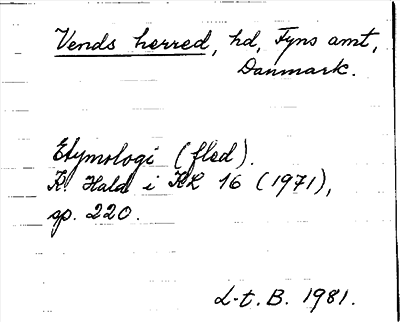 Vends herred, hd, Fyns amt,
Danmark.
Etymologi (fled).
K. Hald i KL 16 (1971),
sp. 220.
L-t. B. 1981.